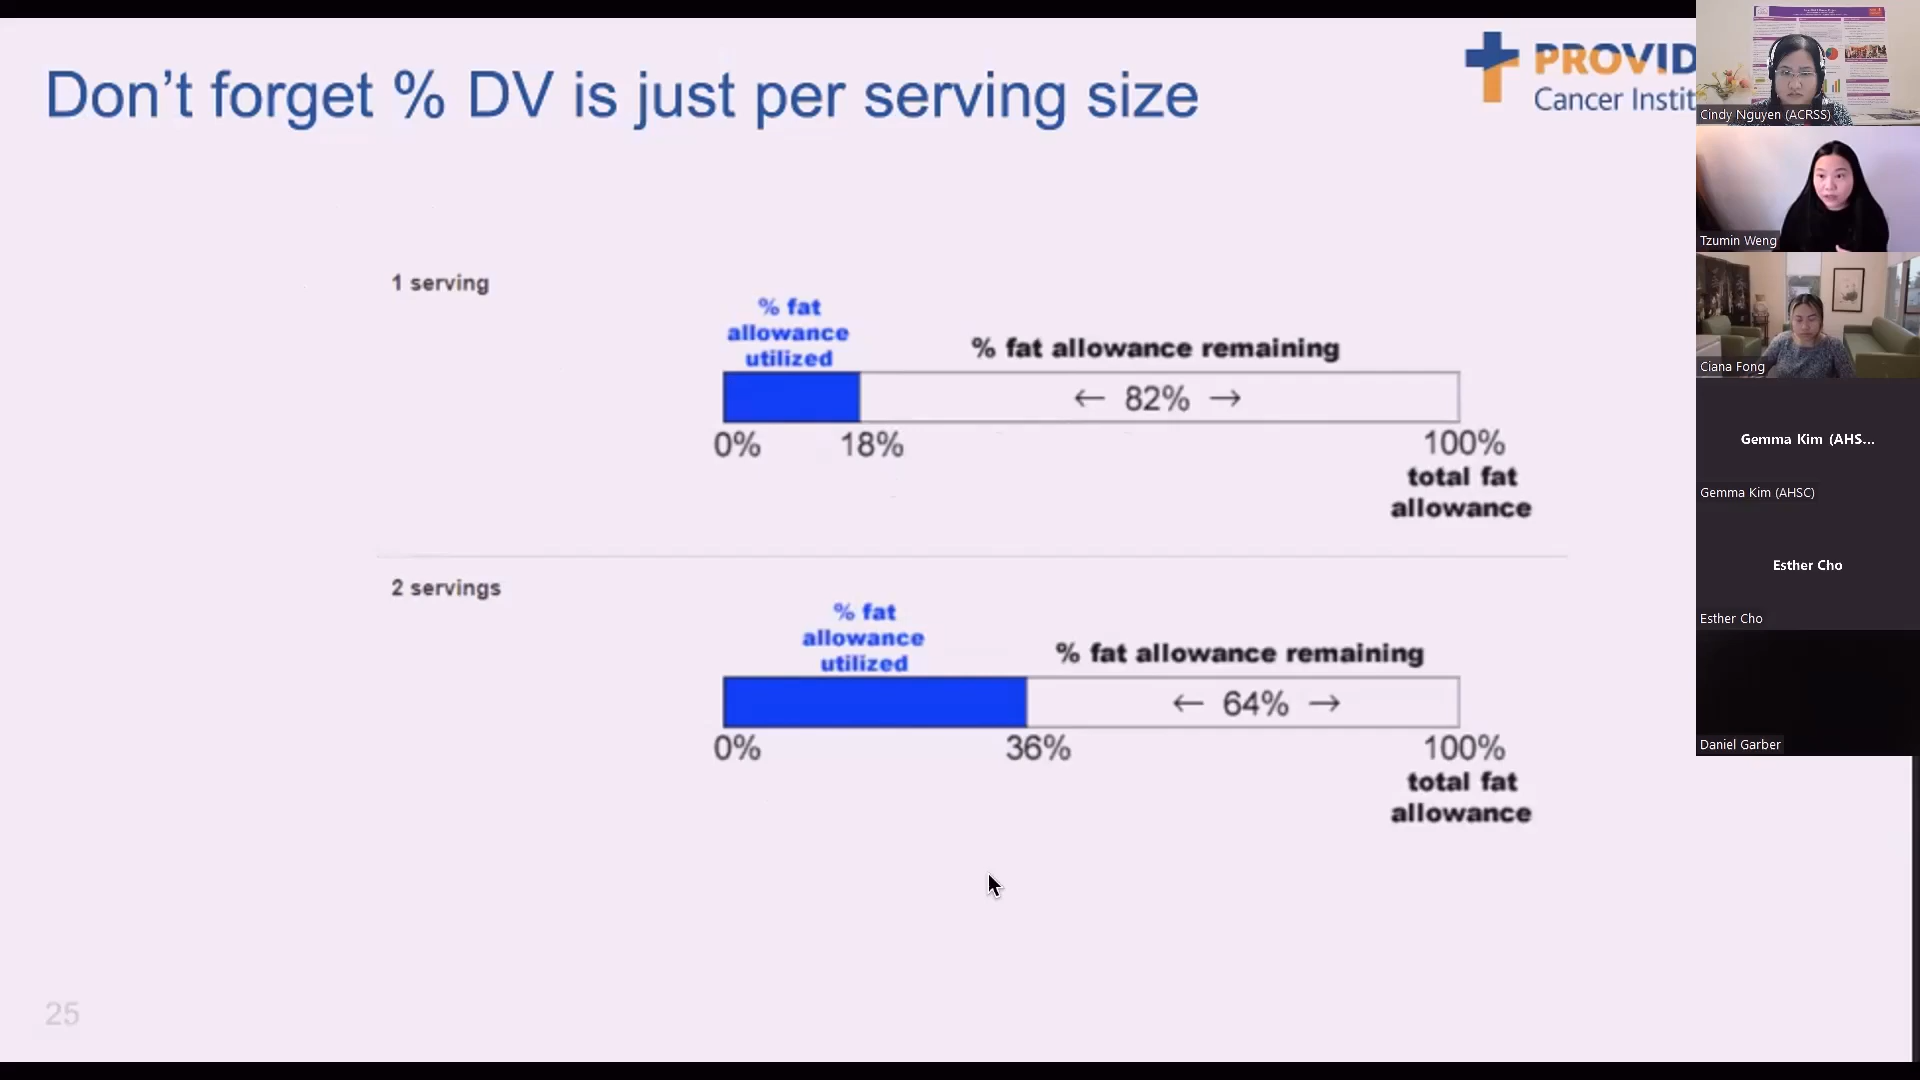 Don't forget % DV is just per serving size
PROVID
Cancer Instit
1 serving
% fat
allowance
utilized
% fat allowance remaining
← 82% →
0%
18%
100%
total fat
allowance
2 servings
% fat
allowance
utilized
% fat allowance remaining
← 64% →
0%
36%
100%
total fat
allowance
25
Cindy Nguyen (ACRSS)
Tzumin Weng
Ciana Fong
Gemma Kim (AHS...
Gemma Kim (AHSC)
Esther Cho
Esther Cho
Daniel Garber